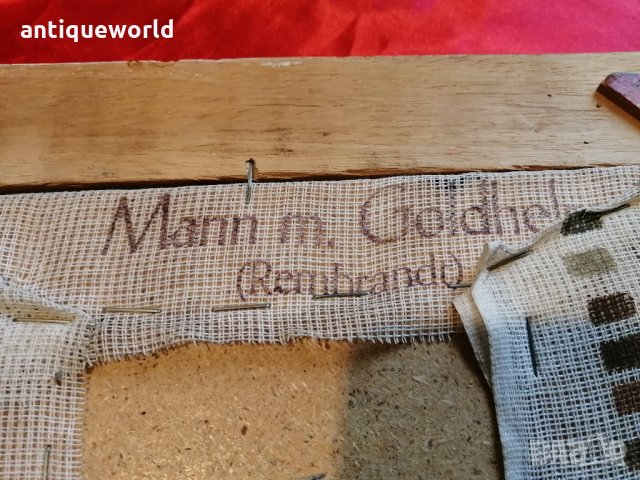 antiqueworld
Mann m. Goldhel
(Rembrandt)